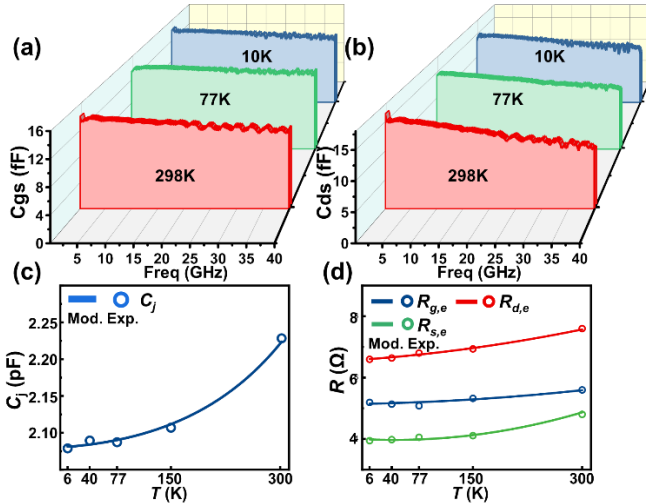 (a)
10K
77K
298K
Cgs (fF)
16
12
8
4
0
5 10 15 20 25 30 35 40
Freq (GHz)
(b)
10K
77K
298K
Cds (fF)
15
10
5
0
5 10 15 20 25 30 35 40
Freq (GHz)
(c)
Cj
Mod. Exp.
Cj (pF)
2.25
2.20
2.15
2.10
6 40 77 150 300
T (K)
(d)
Rg,e Rd,e
Rs,e
Mod. Exp.
R (Ω)
8
6
4
6 40 77 150 300
T (K)